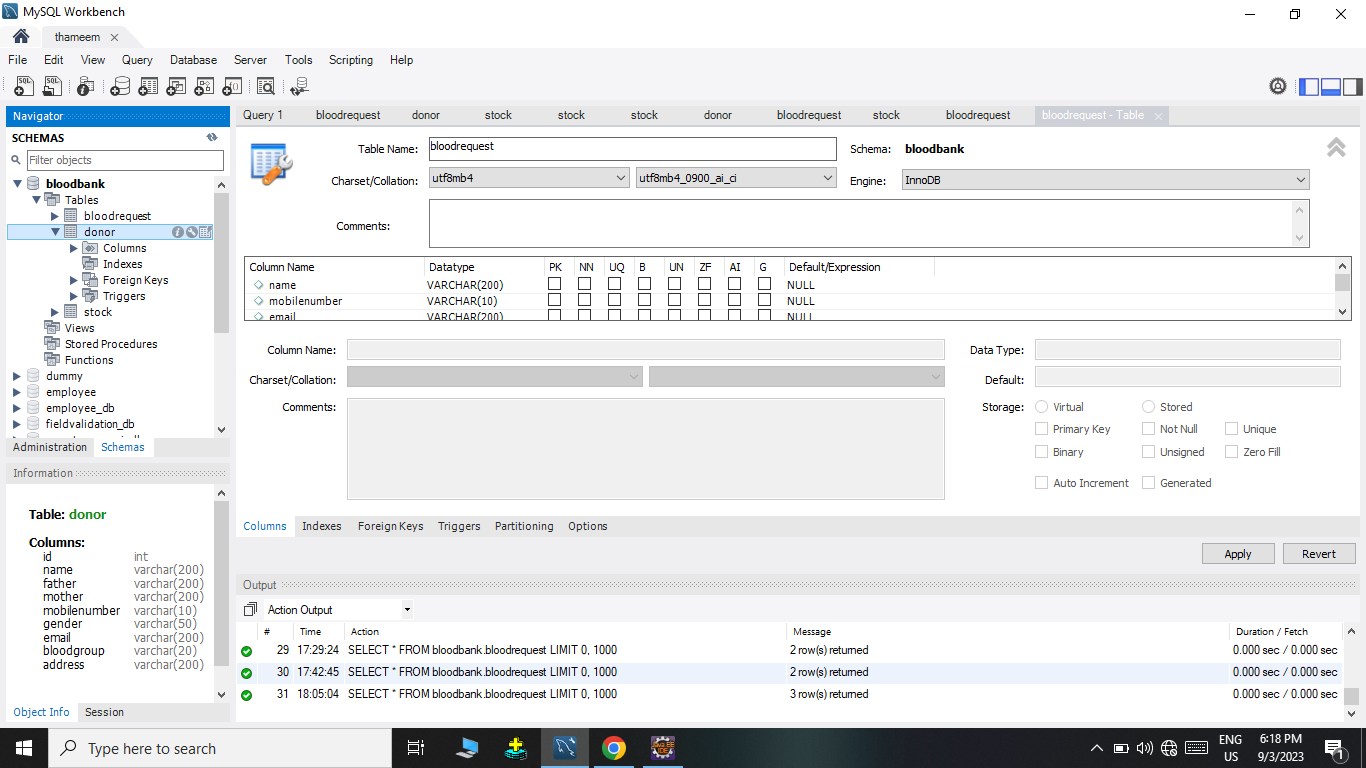 MySQL Workbench
thameem
File Edit View Query Database Server Tools Scripting Help
Navigator
SCHEMAS
Filter objects
bloodbank
Tables
bloodrequest
donor
Columns
Indexes
Foreign Keys
Triggers
stock
Views
Stored Procedures
Functions
dummy
employee
employee_db
fieldvalidation_db
Administration Schemas
Information
Table: donor
Columns:
id int
name varchar(200)
father varchar(200)
mother varchar(200)
mobilenumber varchar(10)
gender varchar(50)
email varchar(200)
bloodgroup varchar(20)
address varchar(200)
Object Info Session
Query 1 bloodrequest donor stock stock stock donor bloodrequest stock bloodrequest bloodrequest - Table
Table Name: bloodrequest Schema: bloodbank
Charset/Collation: utf8mb4 utf8mb4_0900_ai_ci Engine: InnoDB
Comments:
Column Name Datatype PK NN UQ B UN ZF AI G Default/Expression
name VARCHAR(200) NULL
mobilenumber VARCHAR(10) NULL
email VARCHAR(200) NULL
Column Name: Data Type:
Charset/Collation: Default:
Comments: Storage: Virtual Stored
Primary Key Not Null Unique
Binary Unsigned Zero Fill
Auto Increment Generated
Columns Indexes Foreign Keys Triggers Partitioning Options
Apply Revert
Output
Action Output
# Time Action Message Duration / Fetch
29 17:29:24 SELECT * FROM bloodbank.bloodrequest LIMIT 0, 1000 2 row(s) returned 0.000 sec / 0.000 sec
30 17:42:45 SELECT * FROM bloodbank.bloodrequest LIMIT 0, 1000 2 row(s) returned 0.000 sec / 0.000 sec
31 18:05:04 SELECT * FROM bloodbank.bloodrequest LIMIT 0, 1000 3 row(s) returned 0.000 sec / 0.000 sec
Type here to search
ENG 6:18 PM
US 9/3/2023
1